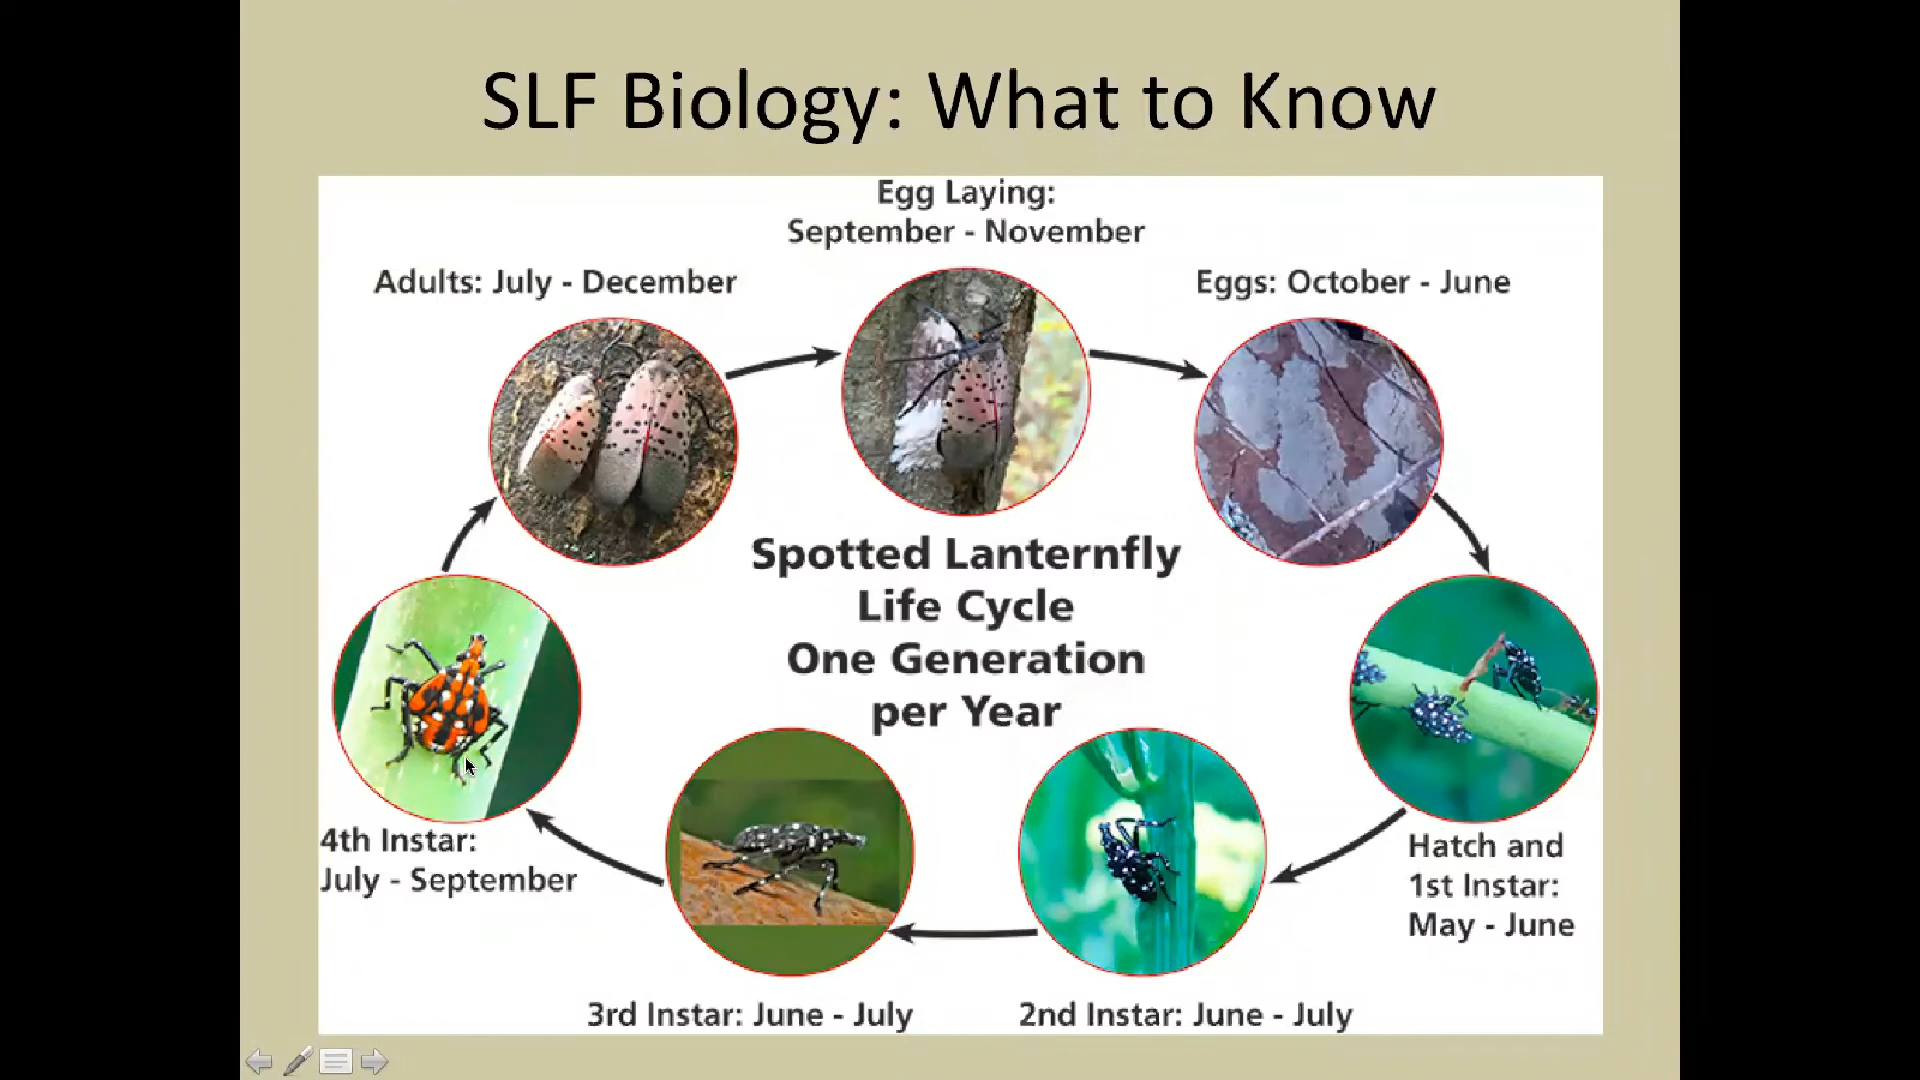 SLF Biology: What to Know
Egg Laying:
September - November
Adults: July - December
Eggs: October - June
Spotted Lanternfly
Life Cycle
One Generation
per Year
Hatch and
1st Instar:
May - June
4th Instar:
July - September
3rd Instar: June - July
2nd Instar: June - July